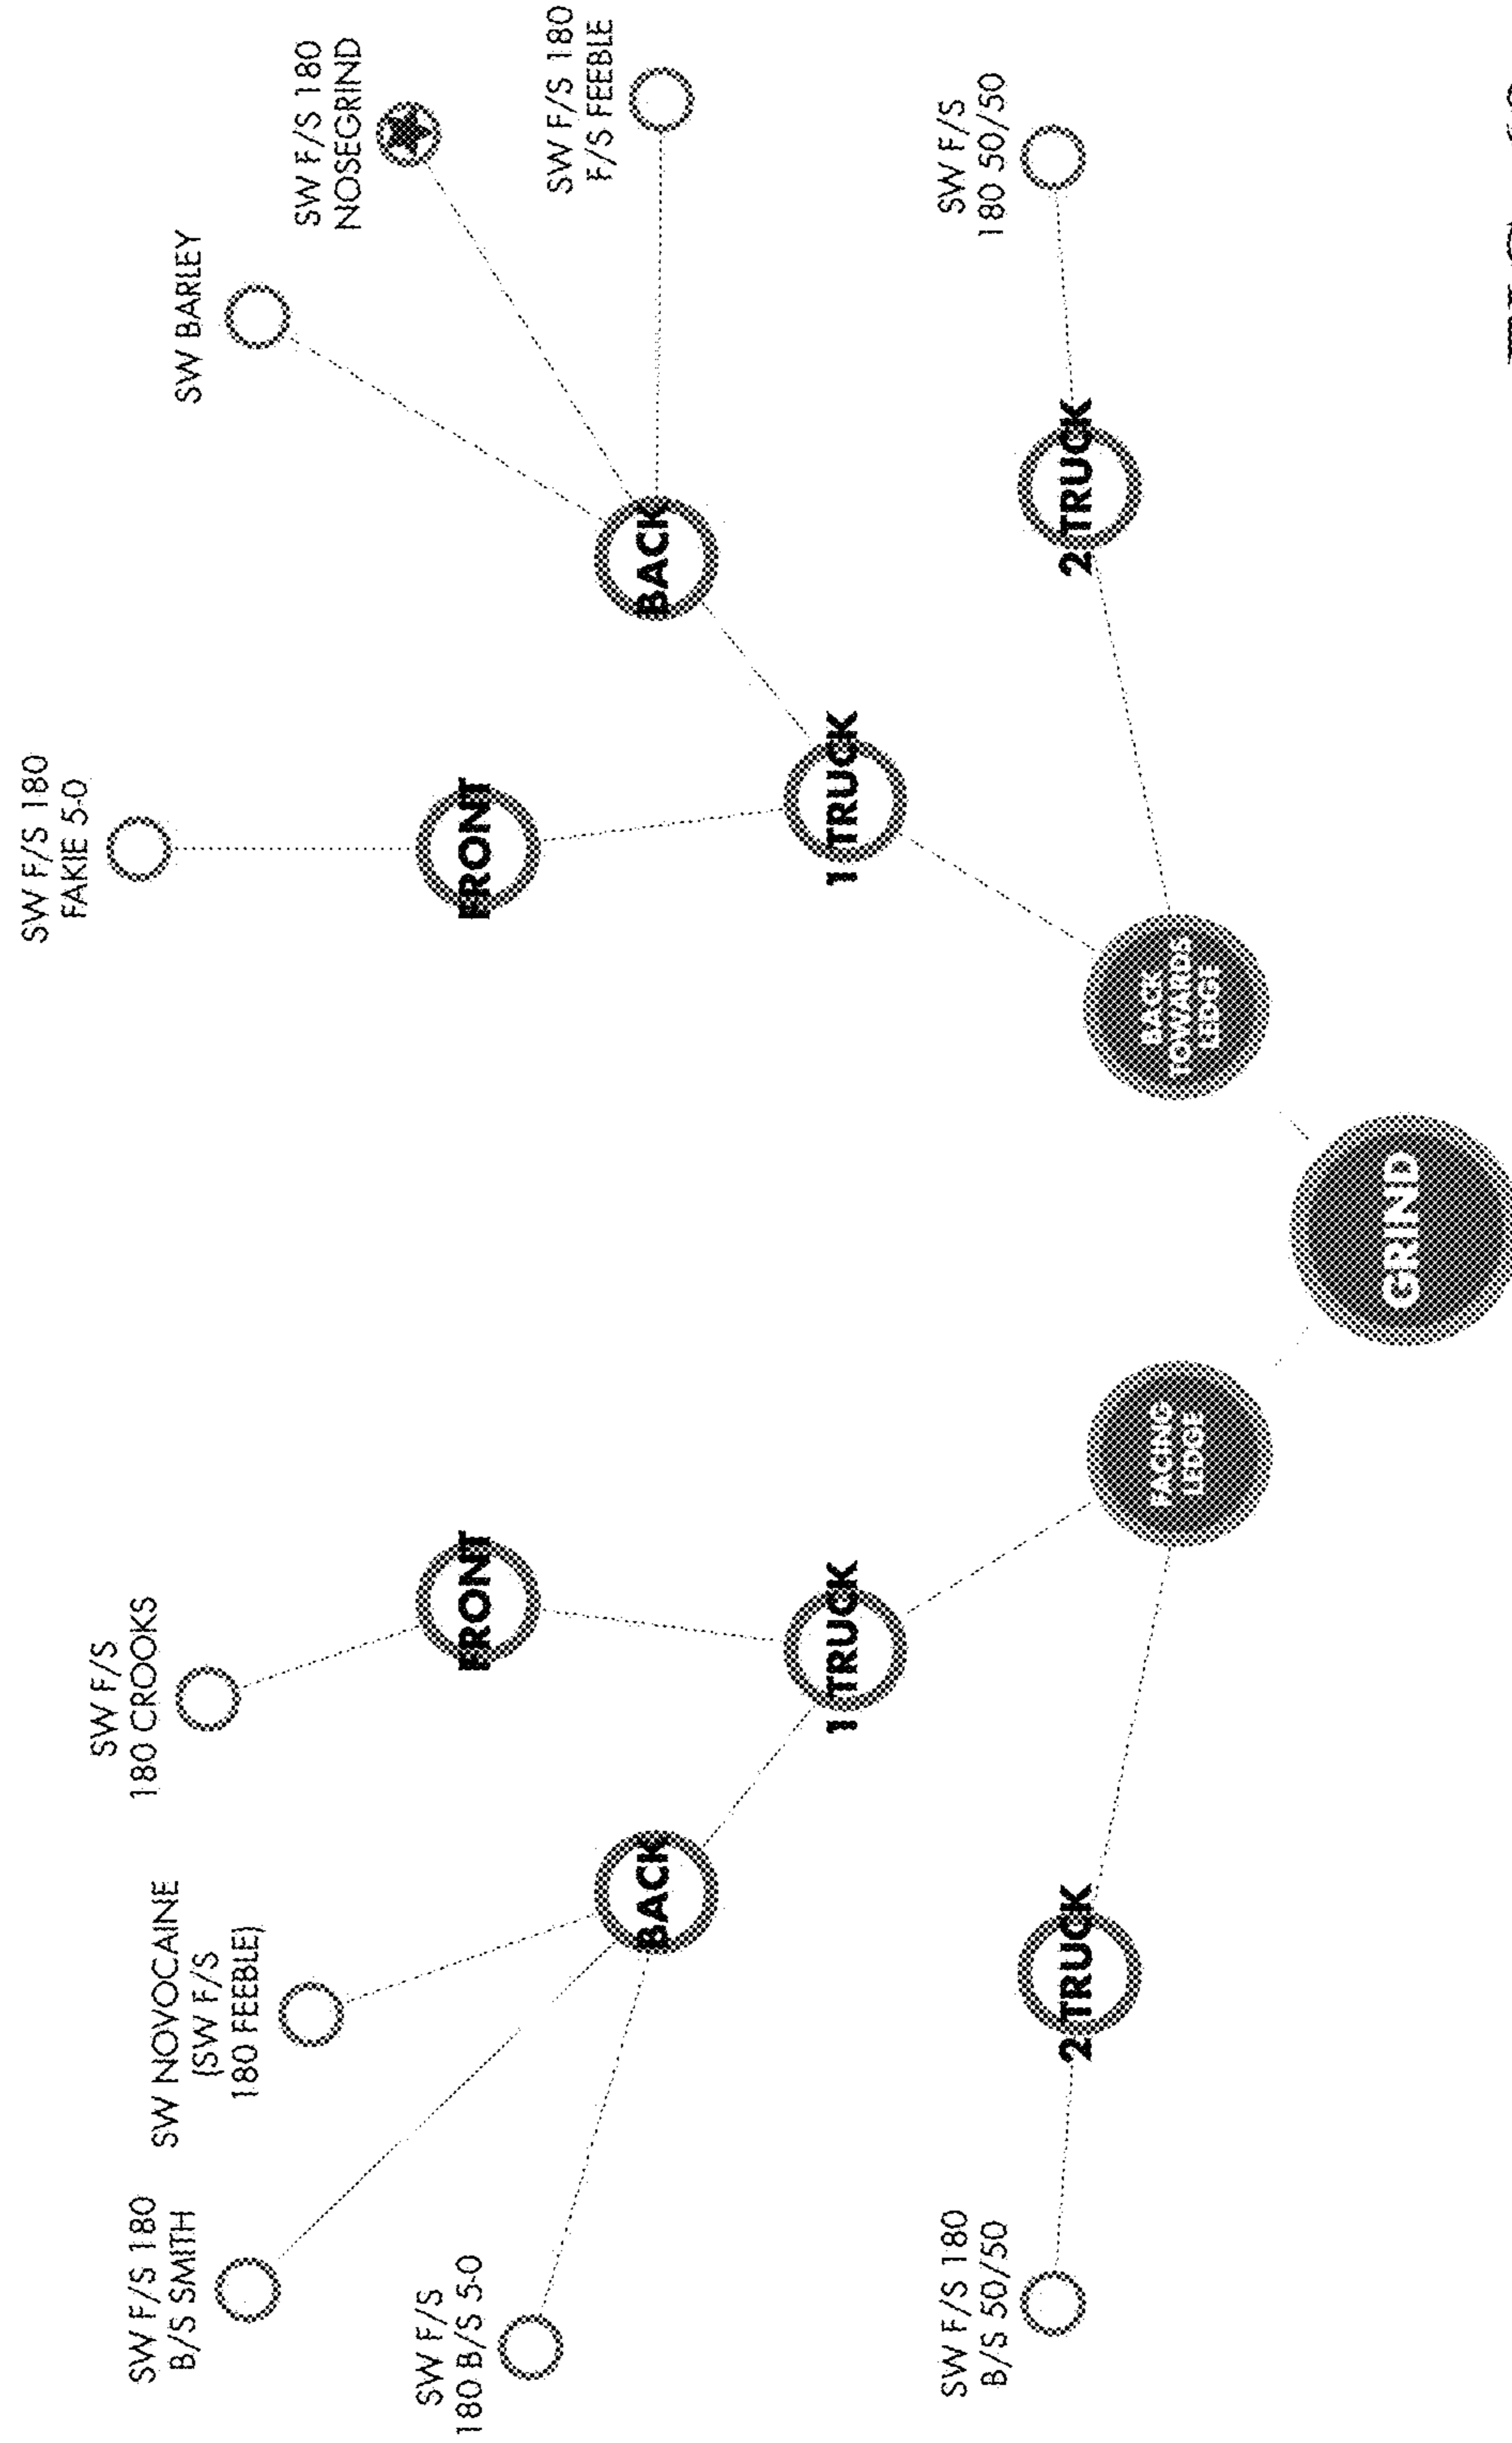 SW F/S 180
B/S SMITH
SW NOVOCAINE
(SW F/S
180 FEEBLE)
SW F/S
180 CROOKS
SW F/S 180
FAKIE 5-0
SW BARLEY
SW F/S 180
NOSEGRIND
SW F/S 180
F/S FEEBLE
SW F/S
180 B/S 5-0
FRONT
FRONT
BACK
BACK
1 TRUCK
1 TRUCK
SW F/S 180
B/S 50/50
2 TRUCK
2 TRUCK
SW F/S
180 50/50
FACING
LEDGE
BACK
TOWARDS
LEDGE
GRIND